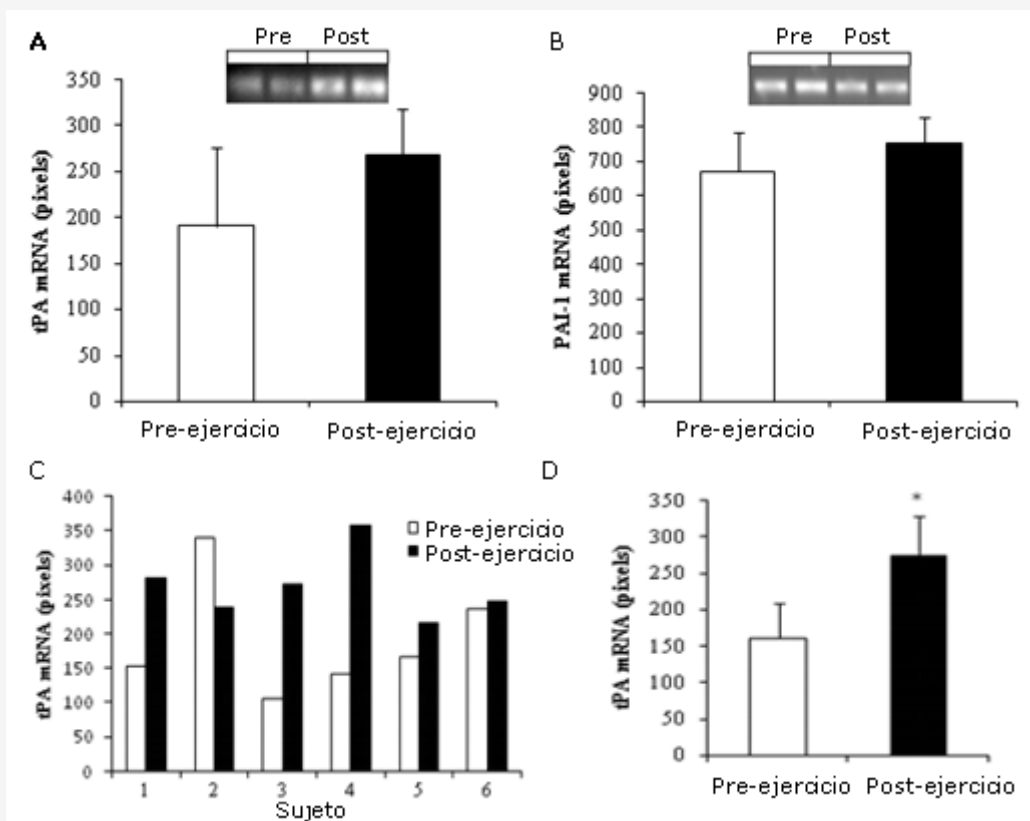 A
Pre Post
350
300
250
200
150
100
50
0
tPA mRNA (pixels)
Pre-ejercicio Post-ejercicio
B
Pre Post
900
800
700
600
500
400
300
200
100
0
PAI-1 mRNA (pixels)
Pre-ejercicio Post-ejercicio
C
400
350
300
250
200
150
100
50
0
tPA mRNA (pixels)
Pre-ejercicio
Post-ejercicio
1 2 3 4 5 6
Sujeto
D
*
350
300
250
200
150
100
50
0
tPA mRNA (pixels)
Pre-ejercicio Post-ejercicio